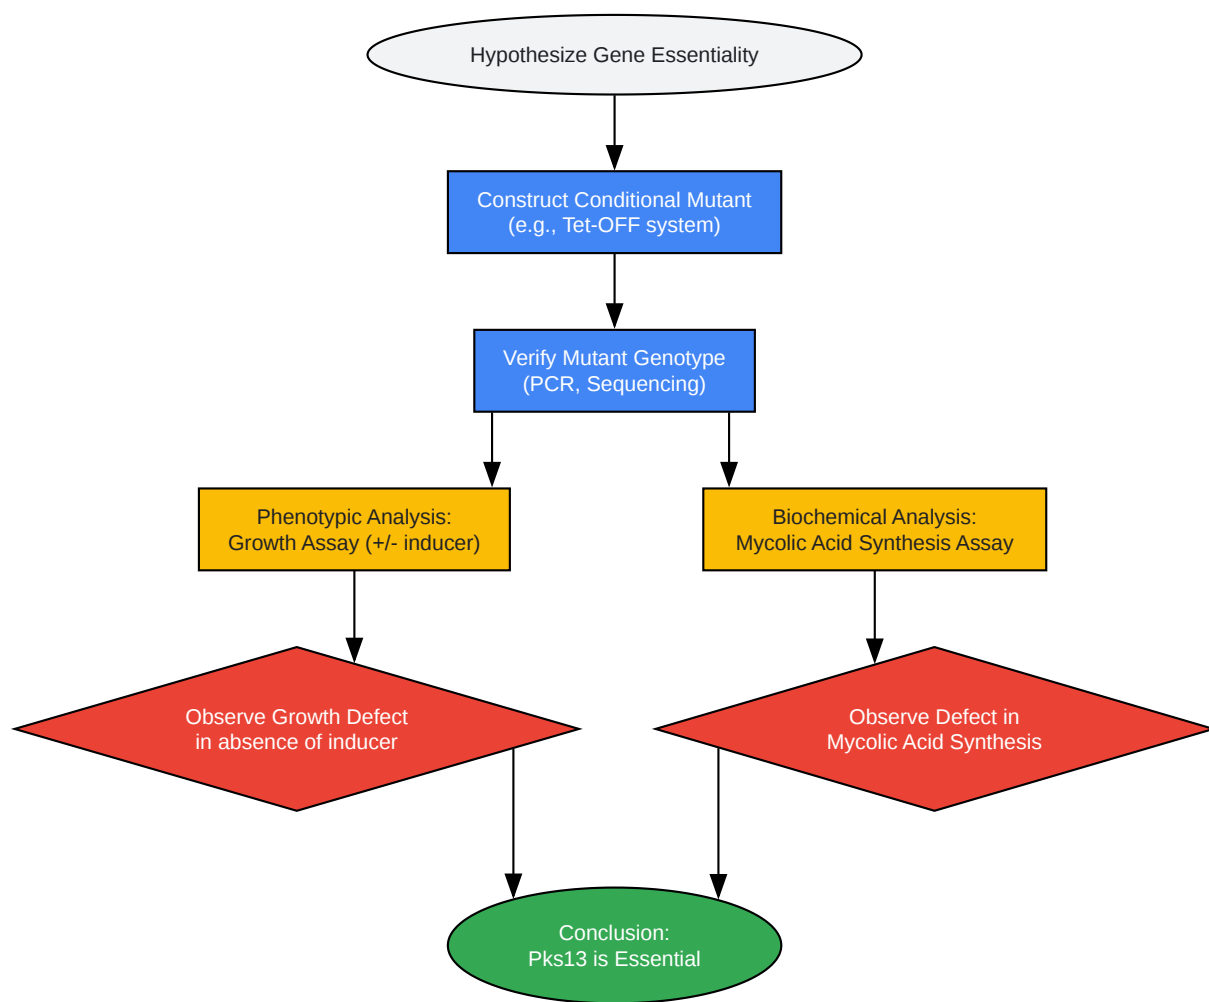 Hypothesize Gene Essentiality
Construct Conditional Mutant
(e.g., Tet-OFF system)
Verify Mutant Genotype
(PCR, Sequencing)
Phenotypic Analysis:
Growth Assay (+/- inducer)
Biochemical Analysis:
Mycolic Acid Synthesis Assay
Observe Growth Defect
in absence of inducer
Observe Defect in
Mycolic Acid Synthesis
Conclusion:
Pks13 is Essential